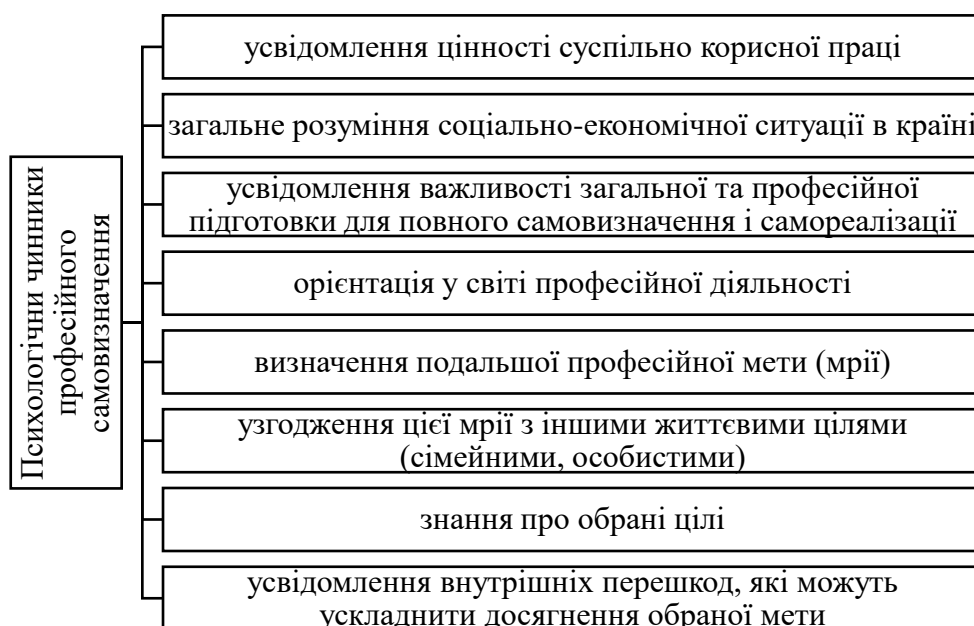 Психологічни чинники
професійного
самовизначення
усвідомлення цінності суспільно корисної праці
загальне розуміння соціально-економічної ситуації в країні
усвідомлення важливості загальної та професійної
підготовки для повного самовизначення і самореалізації
орієнтація у світі професійної діяльності
визначення подальшої професійної мети (мрії)
узгодження цієї мрії з іншими життєвими цілями
(сімейними, особистими)
знання про обрані цілі
усвідомлення внутрішніх перешкод, які можуть
ускладнити досягнення обраної мети